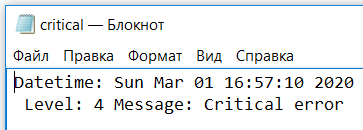 critical — Блокнот
Файл Правка Формат Вид Справка
Datetime: Sun Mar 01 16:57:10 2020
Level: 4 Message: Critical error